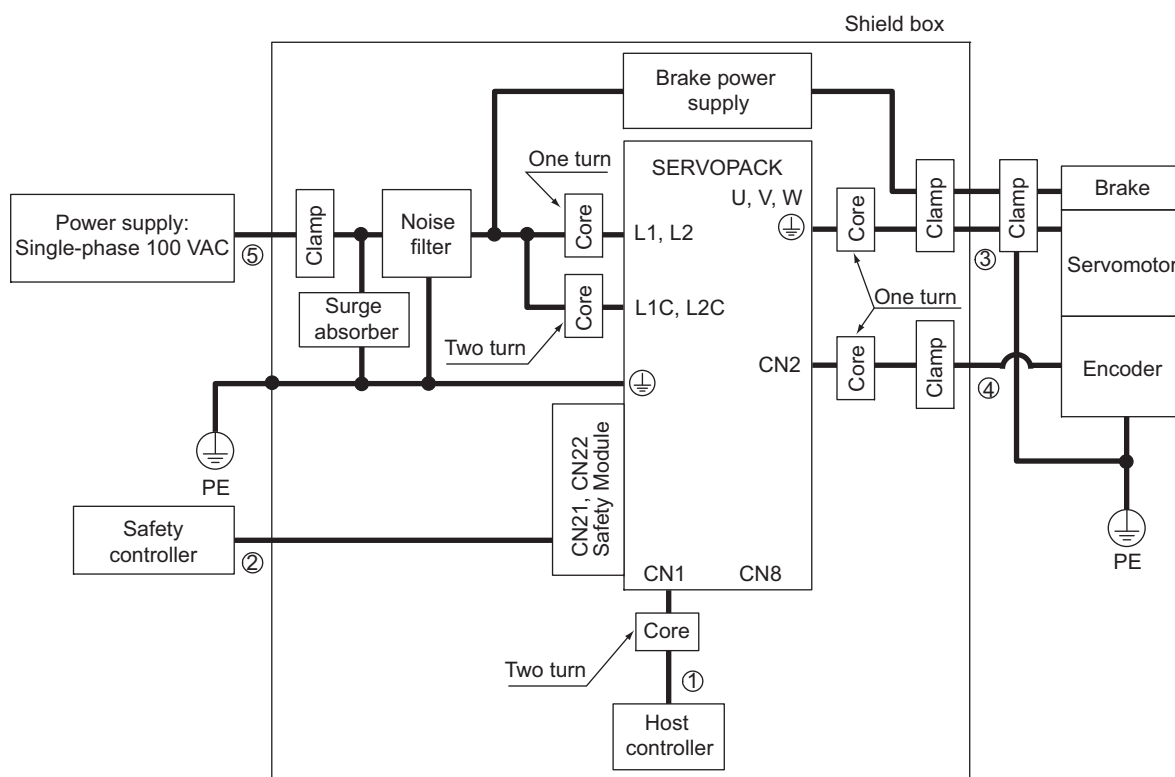 Shield box
Brake power
supply
One turn
SERVOPACK
U, V, W
Power supply:
Single-phase 100 VAC
⑤
Clamp
Noise
filter
Core
L1, L2
Core
Clamp
Clamp
③
Brake
Servomotor
Surge
absorber
Core
L1C, L2C
Two turn
One turn
CN2
Core
Clamp
④
Encoder
PE
CN21, CN22
Safety Module
Safety
controller
②
PE
CN1
CN8
Core
Two turn
①
Host
controller